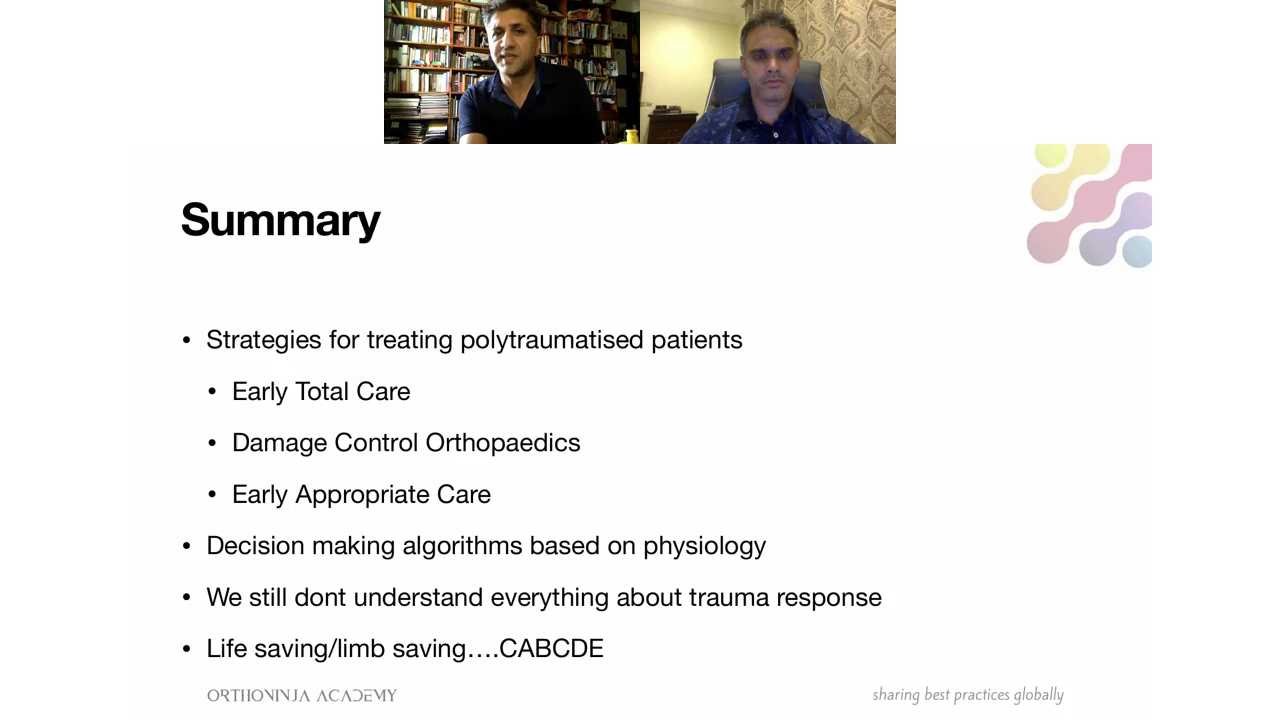 Summary
• Strategies for treating polytraumatised patients
• Early Total Care
• Damage Control Orthopaedics
• Early Appropriate Care
• Decision making algorithms based on physiology
• We still dont understand everything about trauma response
• Life saving/limb saving....CABCDE
ORTHONINJA ACADEMY
sharing best practices globally